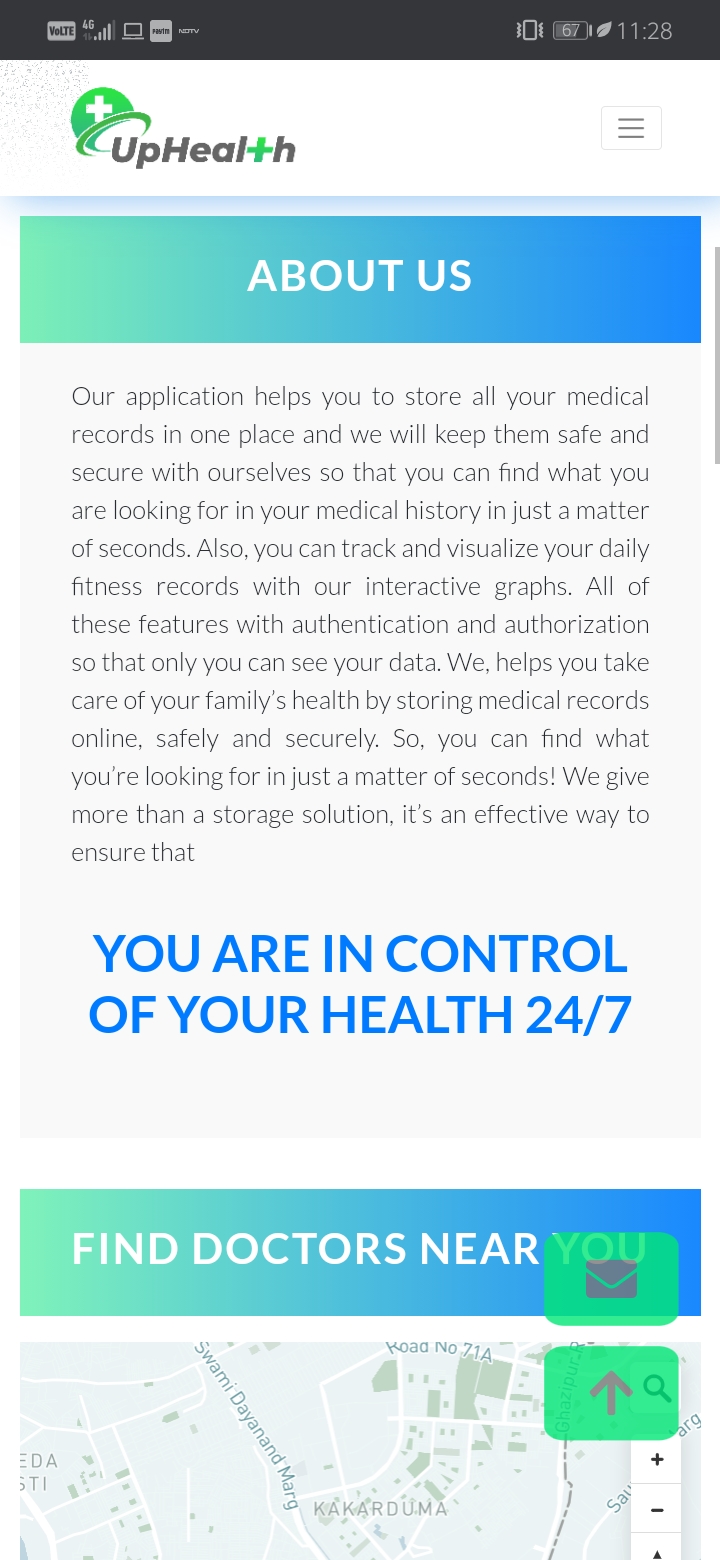 VoLTE 4G Paytm NDTV 67 11:28
UpHealth
ABOUT US
Our application helps you to store all your medical
records in one place and we will keep them safe and
secure with ourselves so that you can find what you
are looking for in your medical history in just a matter
of seconds. Also, you can track and visualize your daily
fitness records with our interactive graphs. All of
these features with authentication and authorization
so that only you can see your data. We, helps you take
care of your family’s health by storing medical records
online, safely and securely. So, you can find what
you’re looking for in just a matter of seconds! We give
more than a storage solution, it’s an effective way to
ensure that
YOU ARE IN CONTROL
OF YOUR HEALTH 24/7
FIND DOCTORS NEAR YOU
Road No 71A
Swami Dayanand Marg
Ghazipur-R
arg
EDA
STI
+
Sau
KAKARDUMA
-